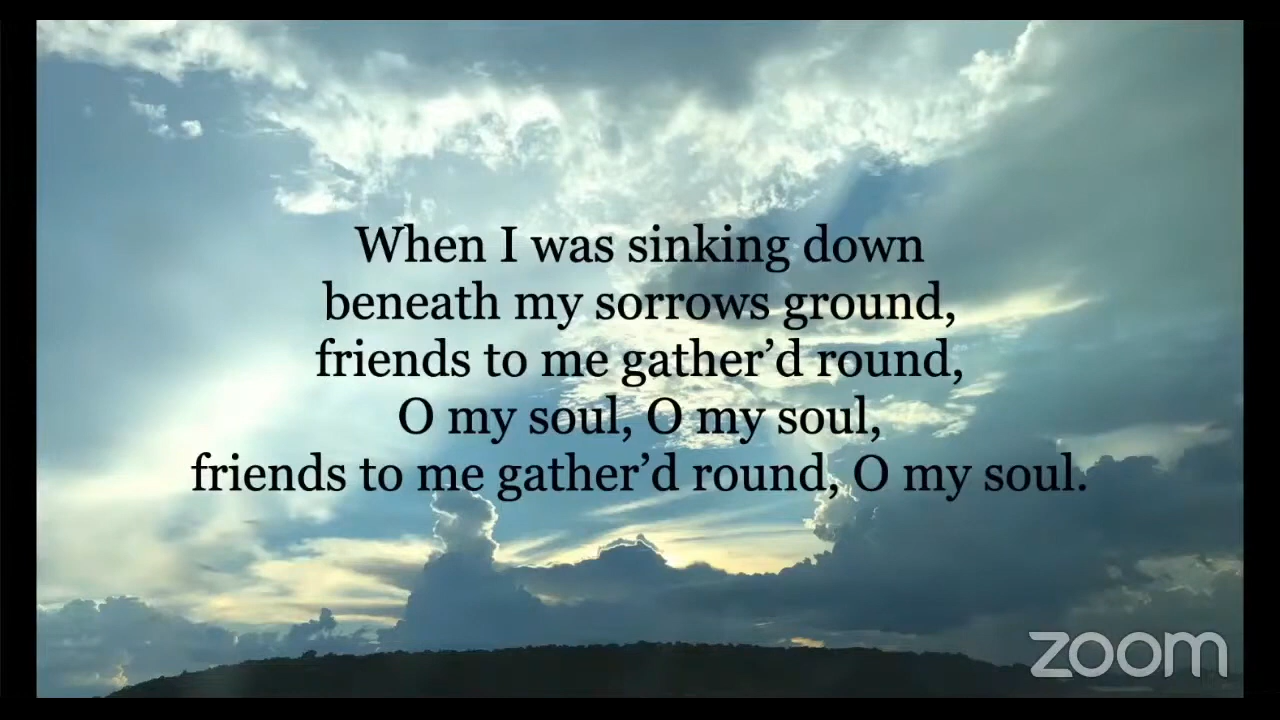 When I was sinking down
beneath my sorrows ground,
friends to me gather’d round,
O my soul, O my soul,
friends to me gather’d round, O my soul.
zoom